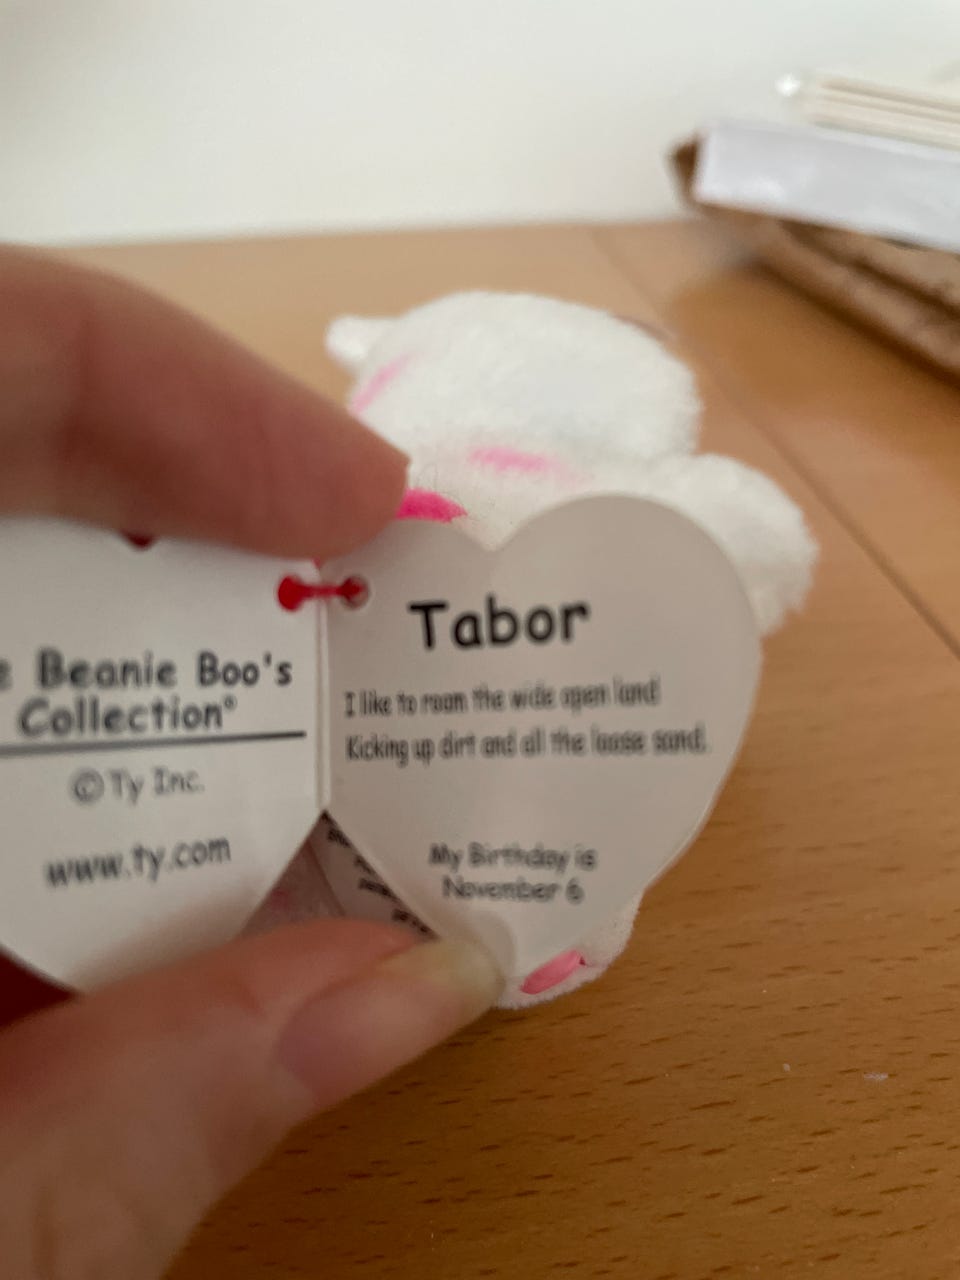 Beanie Boo's
Collection®
© Ty Inc.
www.ty.com
Tabor
I like to roam the wide open land
Kicking up dirt and all the loose sand.
My Birthday is
November 6